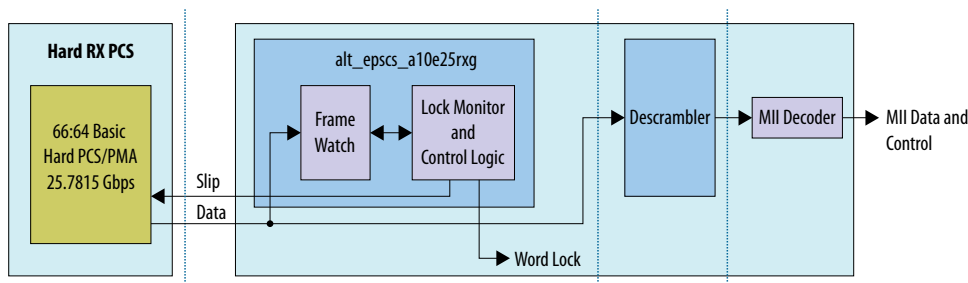 Hard RX PCS
66:64 Basic
Hard PCS/PMA
25.7815 Gbps
Slip
Data
alt_epscs_a10e25rxg
Frame
Watch
Lock Monitor
and
Control Logic
Word Lock
Descrambler
MII Decoder
MII Data and
Control